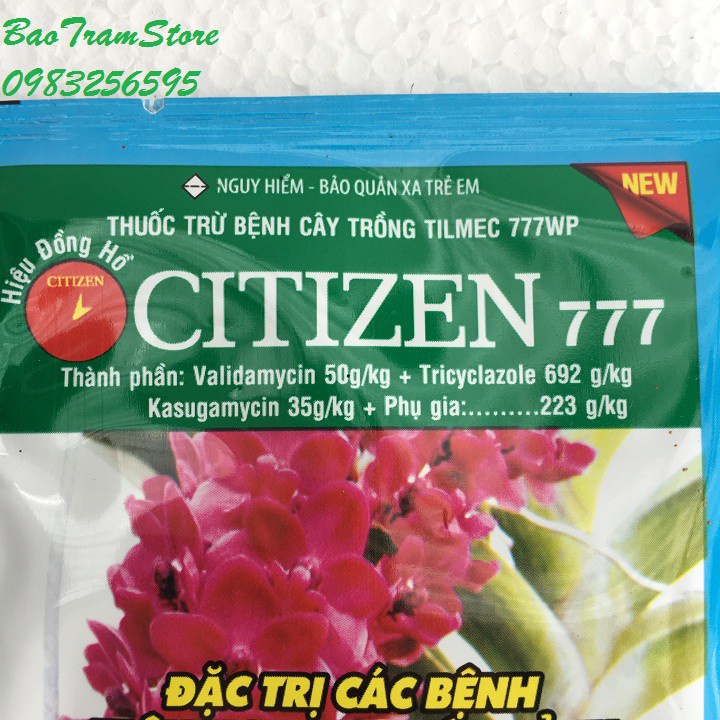 BaoTramStore
0983256595
NGUY HIỂM - BẢO QUẢN XA TRẺ EM
NEW
THUỐC TRỪ BỆNH CÂY TRỒNG TILMEC 777WP
Hiệu Đồng Hồ
CITIZEN
CITIZEN 777
Thành phần: Validamycin 50g/kg + Tricyclazole 692 g/kg
Kasugamycin 35g/kg + Phụ gia:.........223 g/kg
ĐẶC TRỊ CÁC BỆNH